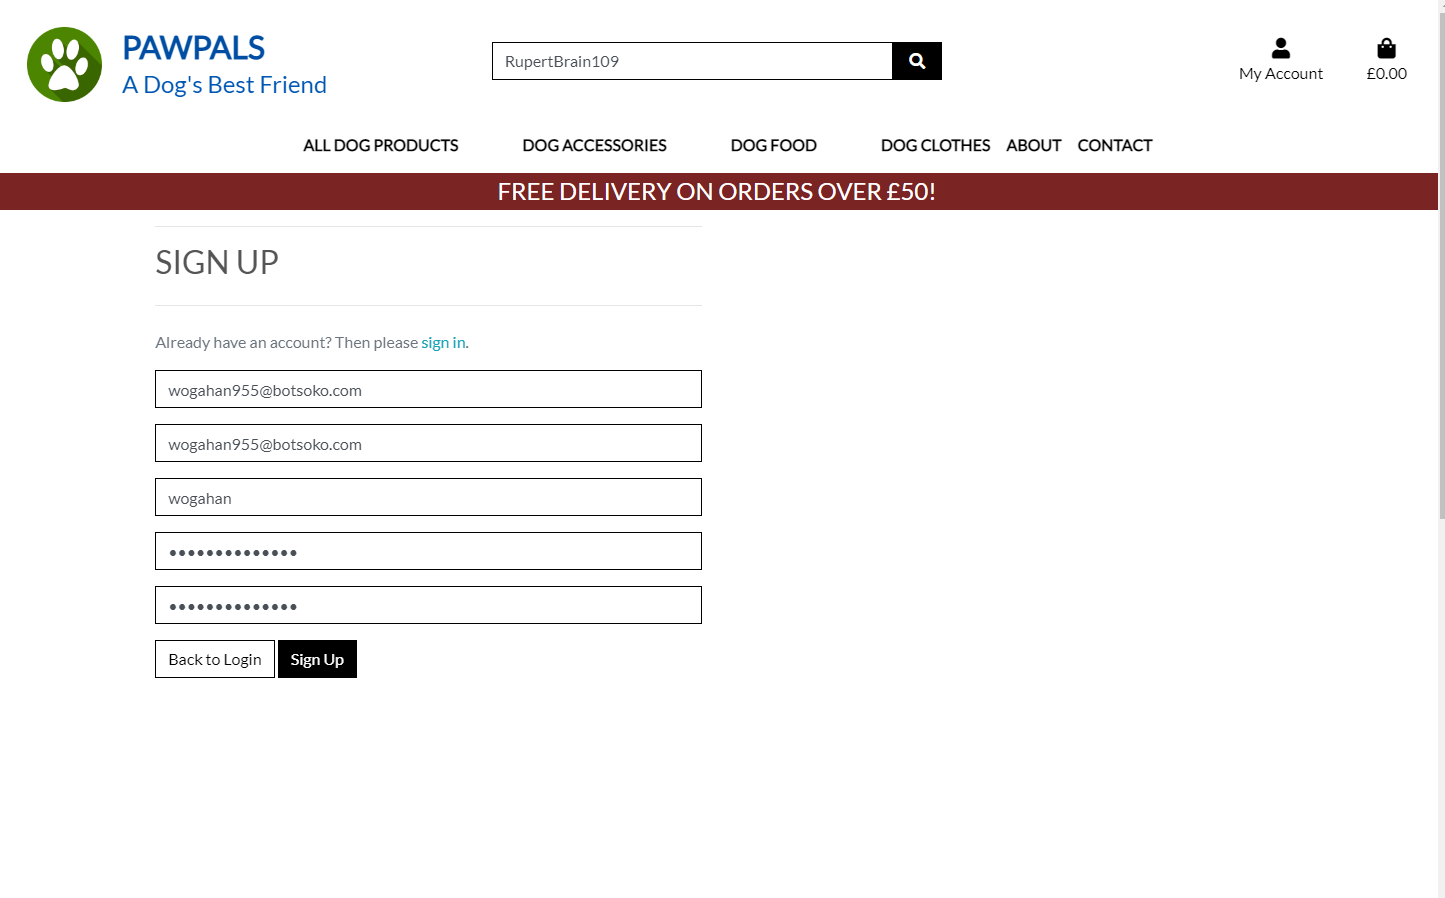 PAWPALS
A Dog's Best Friend
RupertBrain109
My Account
£0.00
ALL DOG PRODUCTS
DOG ACCESSORIES
DOG FOOD
DOG CLOTHES
ABOUT
CONTACT
FREE DELIVERY ON ORDERS OVER £50!
SIGN UP
Already have an account? Then please sign in.
wogahan955@botsoko.com
wogahan955@botsoko.com
wogahan
••••••••••••••
••••••••••••••
Back to Login
Sign Up